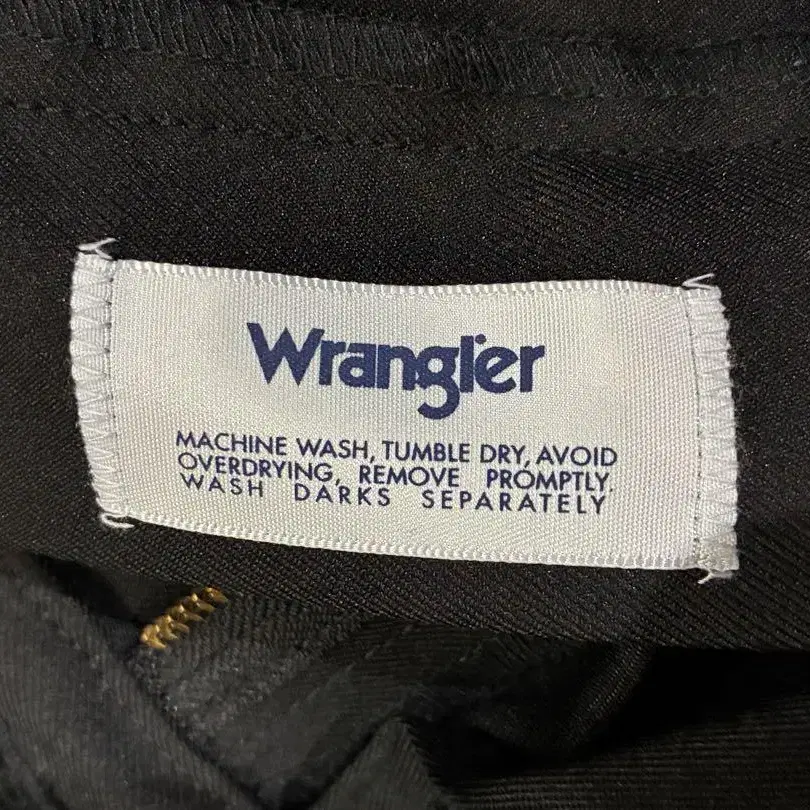 Wrangler
MACHINE WASH, TUMBLE DRY, AVOID
OVERDRYING, REMOVE PROMPTLY,
WASH DARKS SEPARATELY